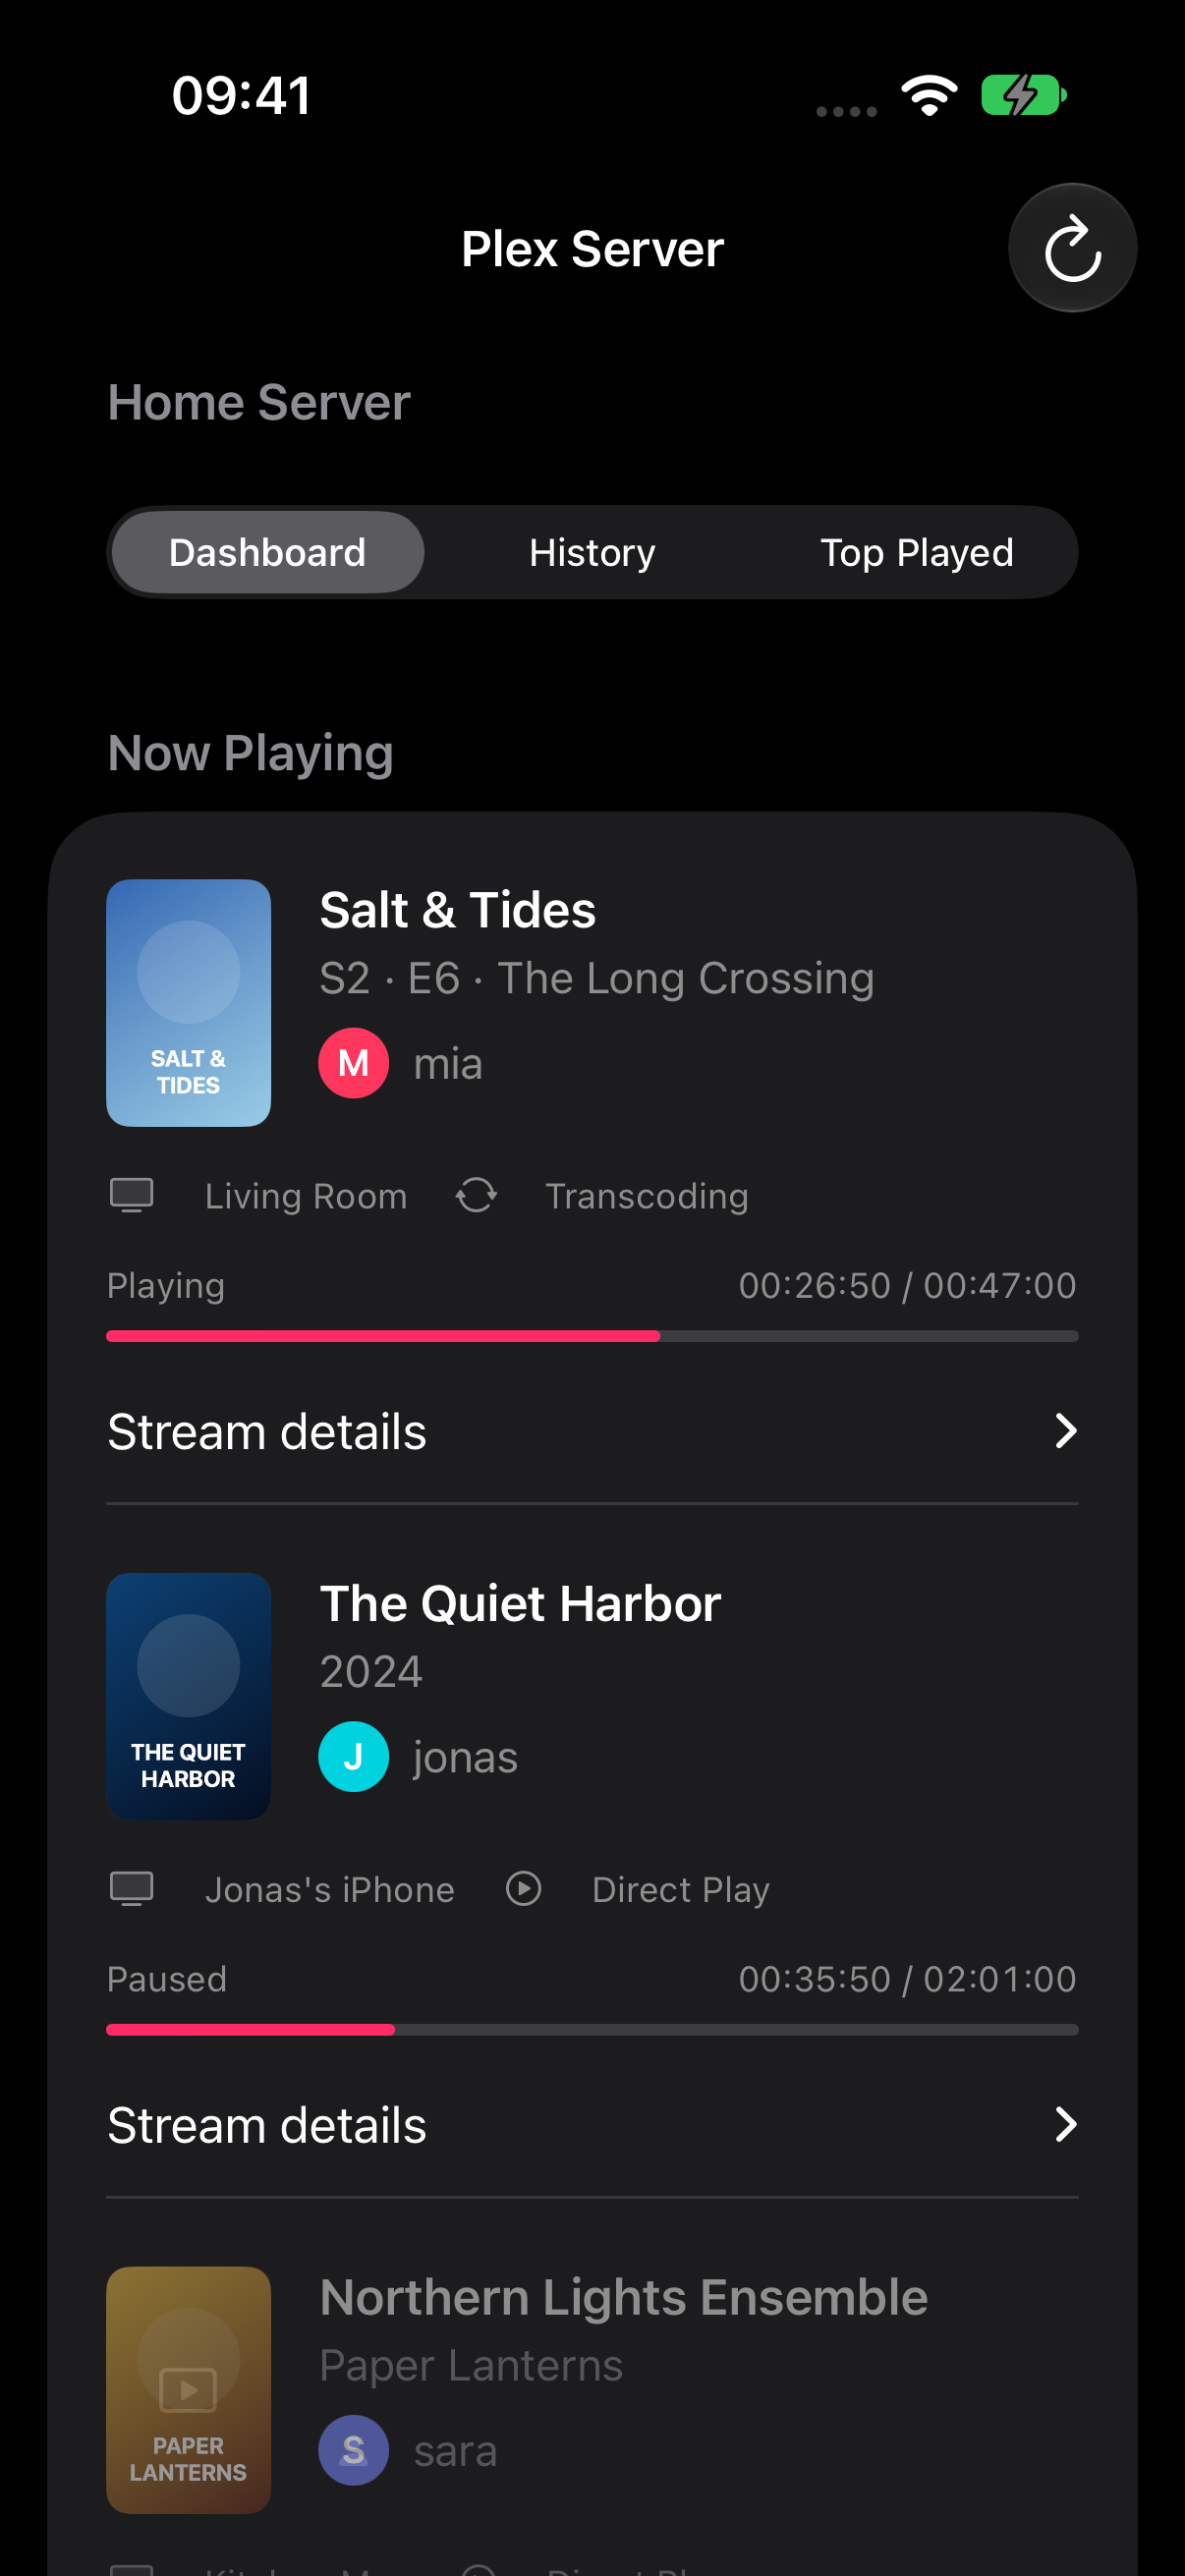 09:41
Plex Server
Home Server
Dashboard
History
Top Played
Now Playing
SALT &
TIDES
Salt & Tides
S2 · E6 · The Long Crossing
M
mia
Living Room
Transcoding
Playing
00:26:50 / 00:47:00
Stream details
THE QUIET
HARBOR
The Quiet Harbor
2024
J
jonas
Jonas's iPhone
Direct Play
Paused
00:35:50 / 02:01:00
Stream details
PAPER
LANTERNS
Northern Lights Ensemble
Paper Lanterns
S
sara